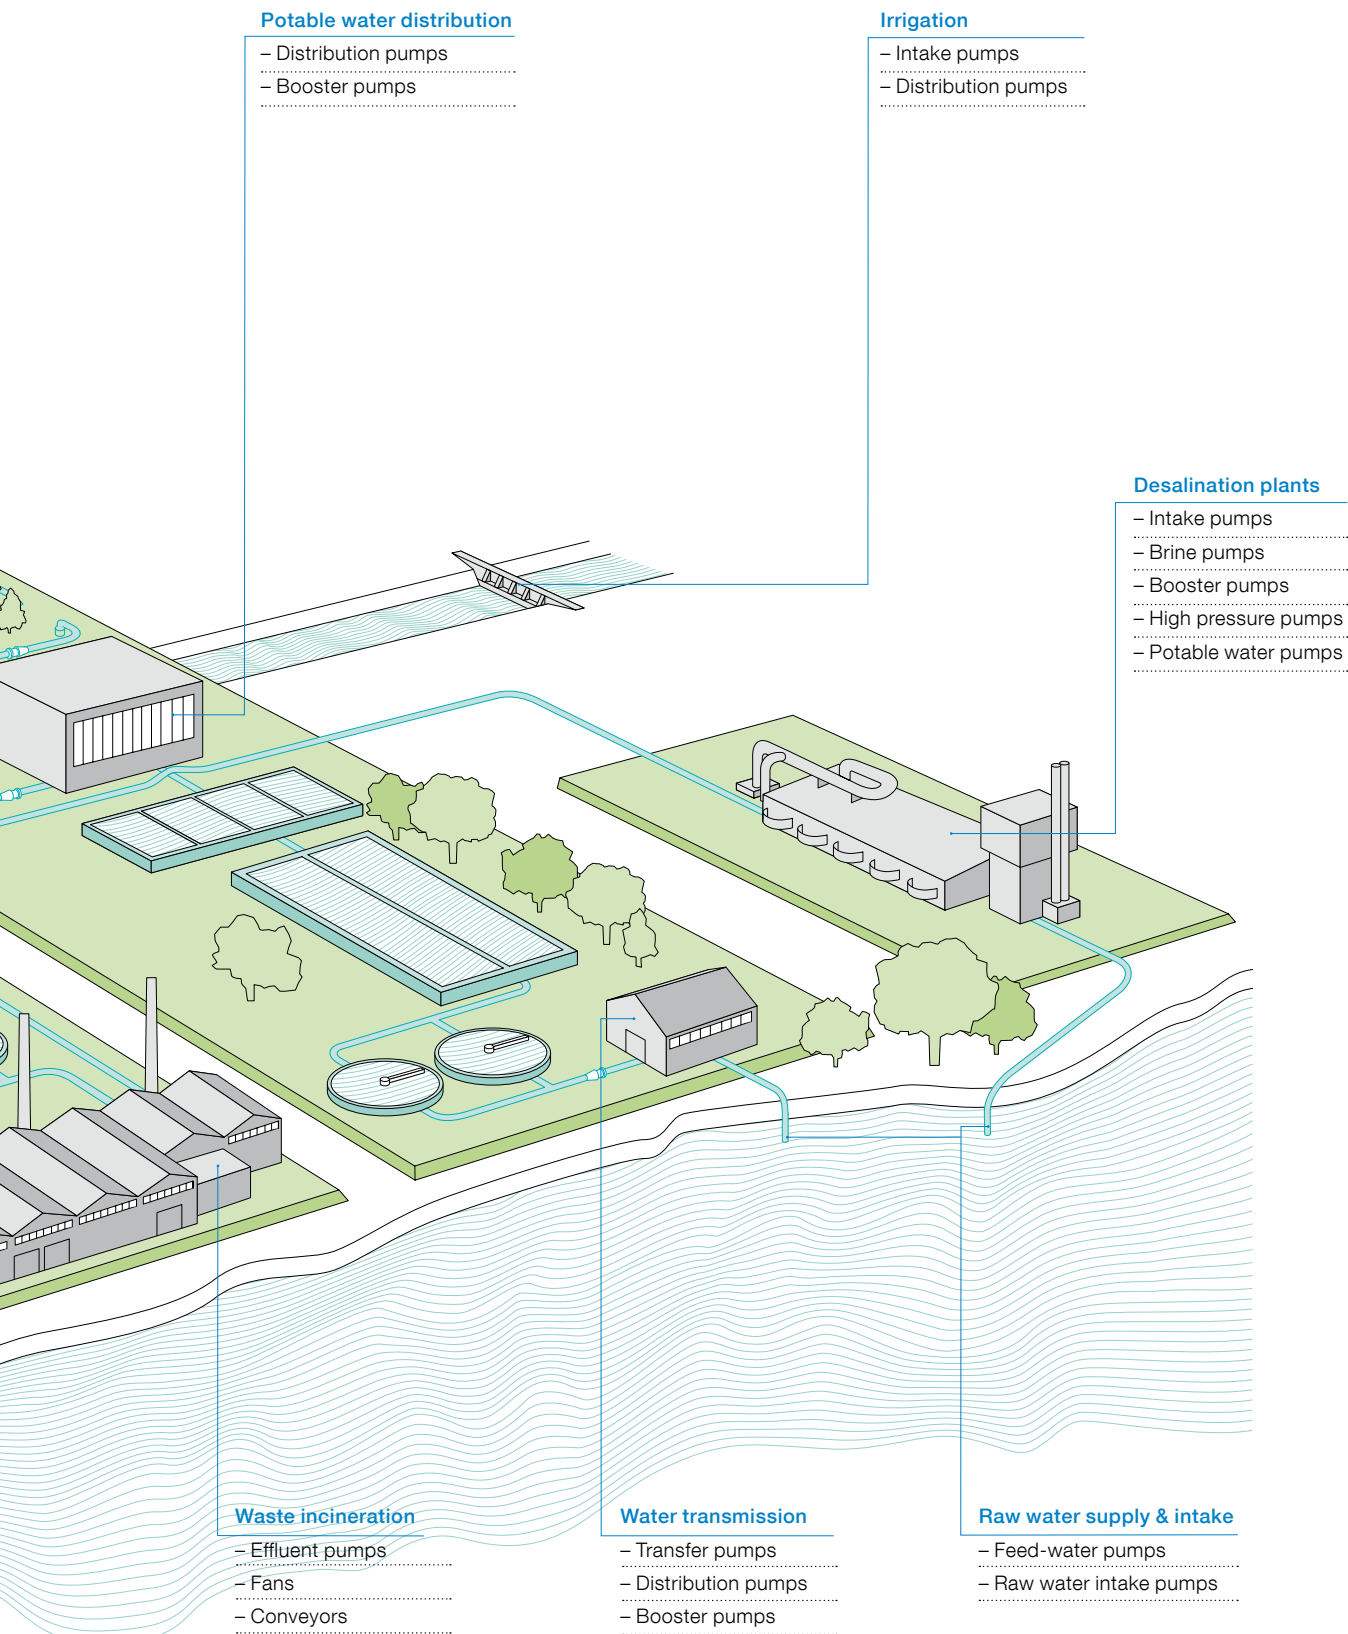 Potable water distribution
– Distribution pumps
– Booster pumps
Irrigation
– Intake pumps
– Distribution pumps
Desalination plants
– Intake pumps
– Brine pumps
– Booster pumps
– High pressure pumps
– Potable water pumps
Waste incineration
– Effluent pumps
– Fans
– Conveyors
Water transmission
– Transfer pumps
– Distribution pumps
– Booster pumps
Raw water supply & intake
– Feed-water pumps
– Raw water intake pumps